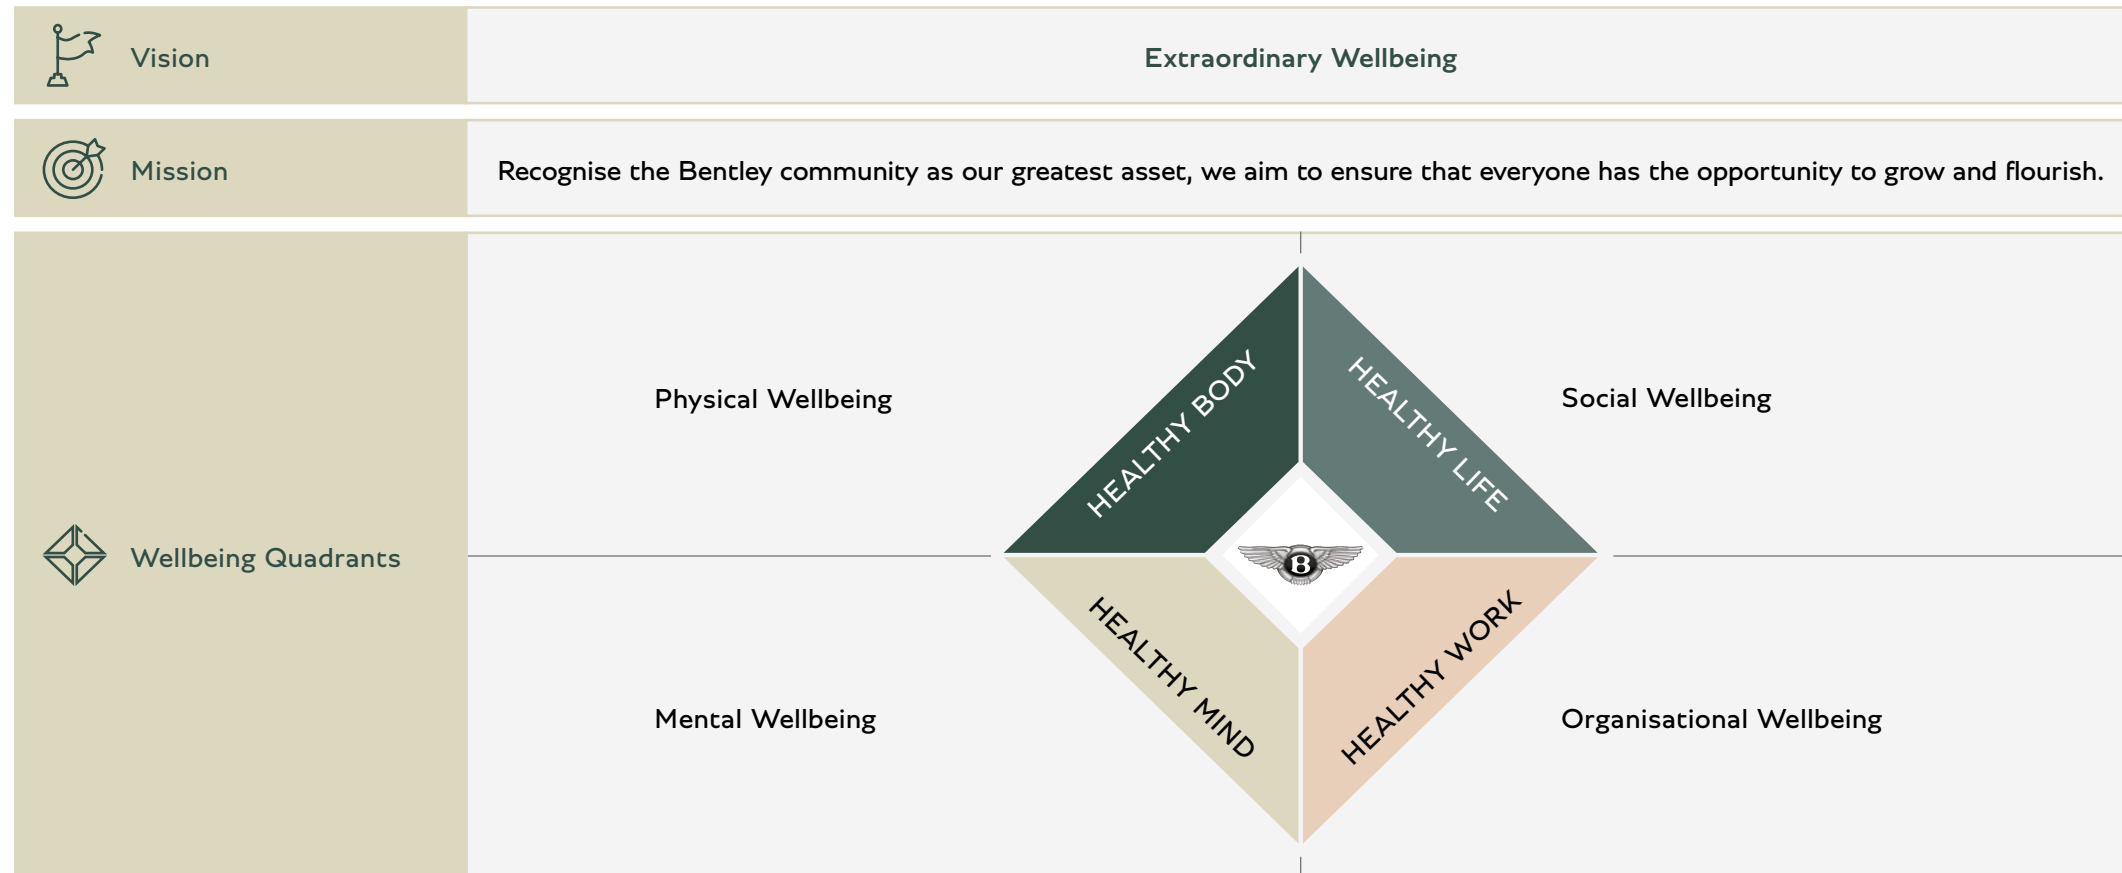 Vision
Extraordinary Wellbeing
Mission
Recognise the Bentley community as our greatest asset, we aim to ensure that everyone has the opportunity to grow and flourish.
Wellbeing Quadrants
Physical Wellbeing
HEALTHY BODY
HEALTHY LIFE
Social Wellbeing
B
Mental Wellbeing
HEALTHY MIND
HEALTHY WORK
Organisational Wellbeing